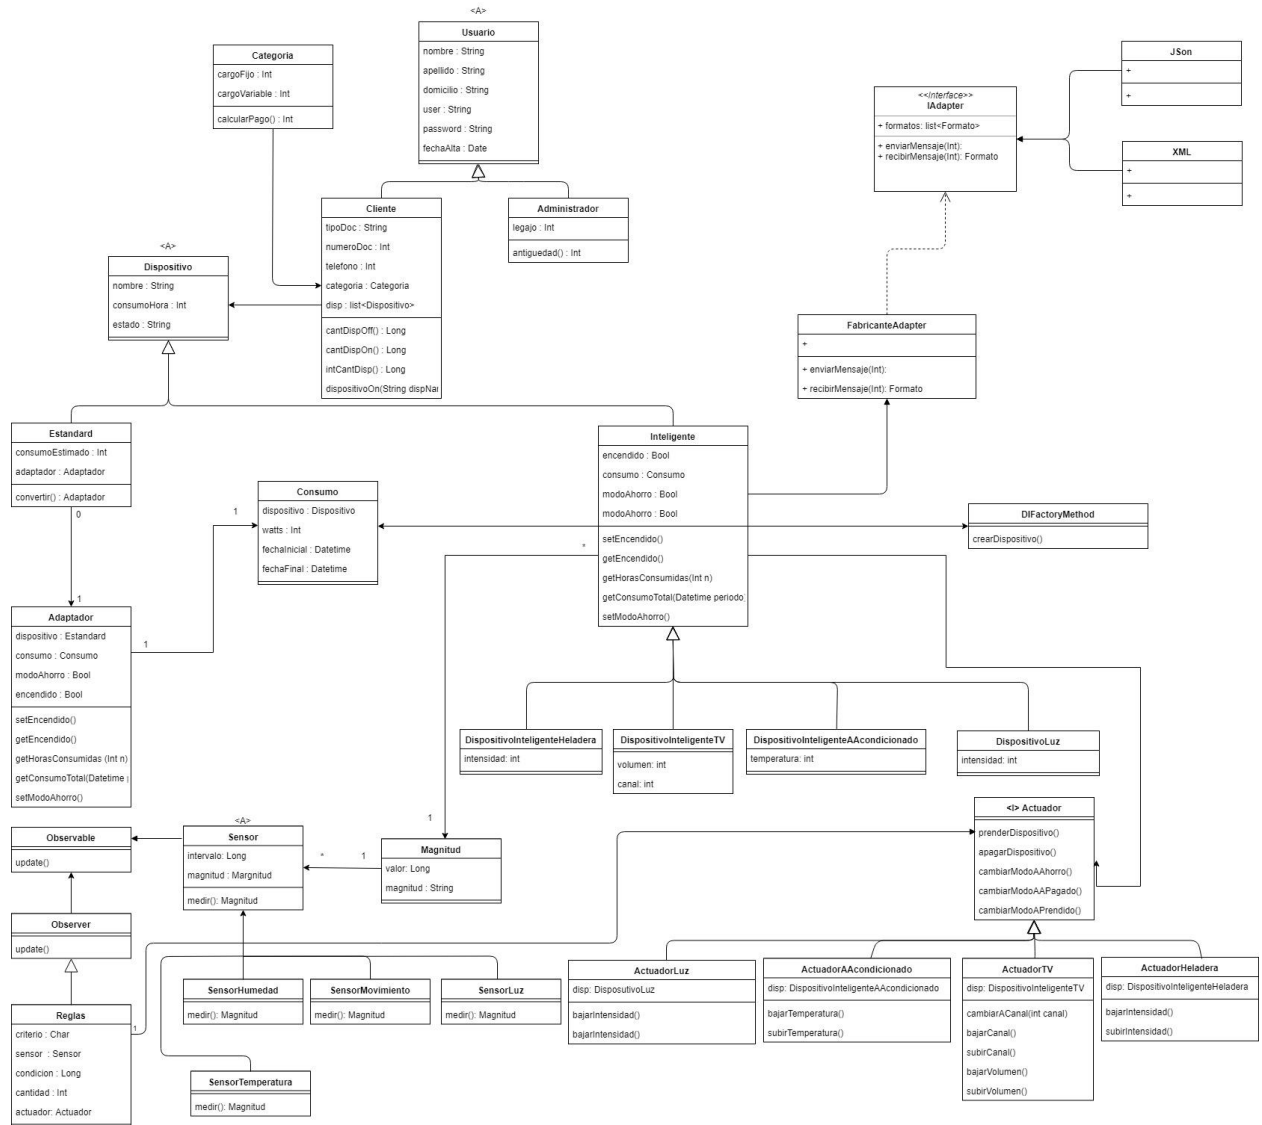 <A>
Usuario
nombre : String
apellido : String
domicilio : String
user : String
password : String
fechaAlta : Date
Categoria
cargoFijo : Int
cargoVariable : Int
calcularPago() : Int
JSon
+
+
<<interface>>
IAdapter
+ formatos: list<Formato>
+ enviarMensaje(Int):
+ recibirMensaje(Int): Formato
XML
+
+
Cliente
tipoDoc : String
numeroDoc : Int
telefono : Int
categoria : Categoria
disp : list<Dispositivo>
cantDispOff() : Long
cantDispOn() : Long
intCantDisp() : Long
dispositivoOn(String dispNa
Administrador
legajo : Int
antiguedad() : Int
<A>
Dispositivo
nombre : String
consumoHora : Int
estado : String
FabricanteAdapter
+
+ enviarMensaje(Int):
+ recibirMensaje(Int): Formato
Estandard
consumoEstimado : Int
adaptador : Adaptador
convertir() : Adaptador
0
1
Inteligente
encendido : Bool
consumo : Consumo
modoAhorro : Bool
modoAhorro : Bool
setEncendido()
getEncendido()
getHorasConsumidas(Int n)
getConsumoTotal(Datetime periodo
setModoAhorro()
Consumo
dispositivo : Dispositivo
watts : Int
fechaInicial : Datetime
fechaFinal : Datetime
1
1
*
1
DIFactoryMethod
crearDispositivo()
Adaptador
dispositivo : Estandard
consumo : Consumo
modoAhorro : Bool
encendido : Bool
setEncendido()
getEncendido()
getHorasConsumidas (Int n)
getConsumoTotal(Datetime
setModoAhorro()
DispositivoInteligenteHeladera
intensidad: int
DispositivoInteligenteTV
volumen: int
canal: int
DispositivoInteligenteAAcondicionado
temperatura: int
DispositivoLuz
intensidad: int
Observable
update()
<A>
Sensor
intervalo: Long
magnitud : Margnitud
medir(): Magnitud
*
1
Magnitud
valor: Long
magnitud : String
<I> Actuador
prenderDispositivo()
apagarDispositivo()
cambiarModoAAhorro()
cambiarModoAAPagado()
cambiarModoAPrendido()
Observer
update()
SensorHumedad
medir(): Magnitud
SensorMovimiento
medir(): Magnitud
SensorLuz
medir(): Magnitud
ActuadorLuz
disp: DisposutivoLuz
bajarIntensidad()
bajarIntensidad()
ActuadorAAcondicionado
disp: DispositivoInteligenteAAcondicionado
bajarTemperatura()
subirTemperatura()
ActuadorTV
disp: DispositivoInteligenteTV
cambiarACanal(int canal)
bajarCanal()
subirCanal()
bajarVolumen()
subirVolumen()
ActuadorHeladera
disp: DispositivoInteligenteHeladera
bajarIntensidad()
subirIntensidad()
Reglas
criterio : Char
sensor : Sensor
condicion : Long
cantidad : Int
actuador: Actuador
1
SensorTemperatura
medir(): Magnitud